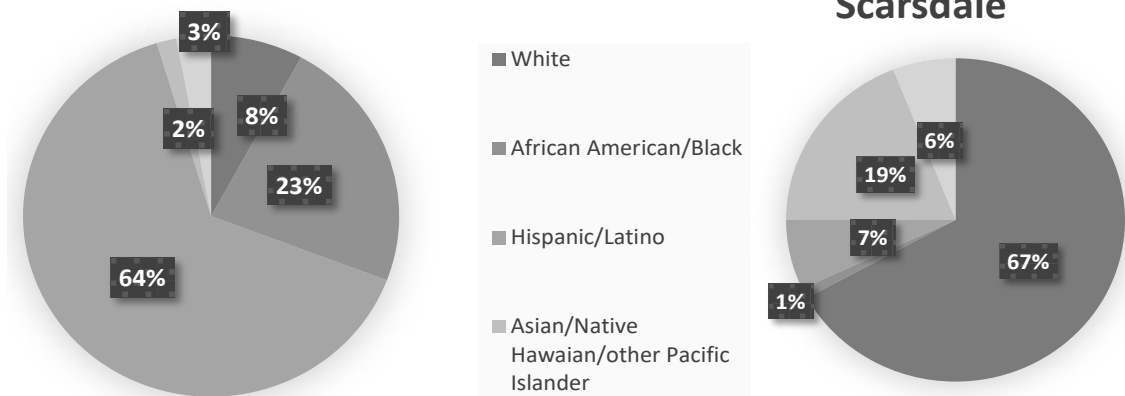 Scarsdale
3%
8%
2%
23%
64%
White
African American/Black
Hispanic/Latino
Asian/Native
Hawaian/other Pacific
Islander
6%
19%
7%
67%
1%